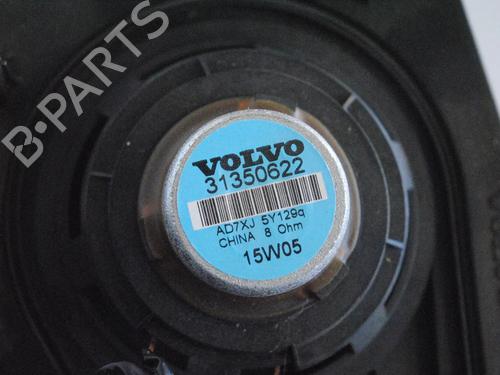 B-PARTS
VOLVO
31350622
AD7XJ 5Y129q
CHINA 8 Ohm
15W05